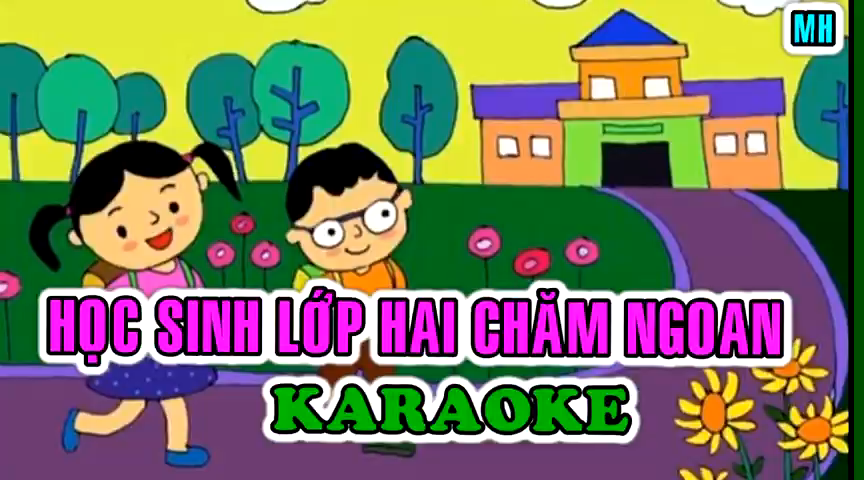 MH
HỌC SINH LỚP HAI CHĂM NGOAN
KARAOKE